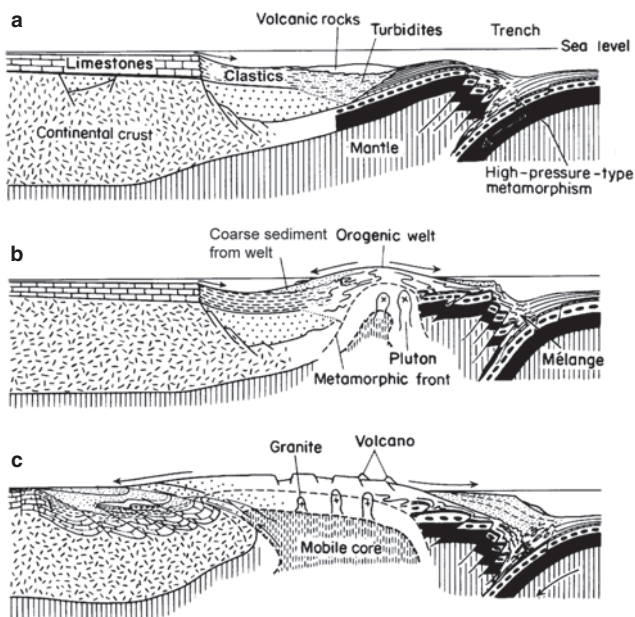 a
Volcanic rocks
Turbidites
Trench
Sea level
Limestones
Clastics
Continental crust
Mantle
High-pressure-type
metamorphism
b
Coarse sediment
from welt
Orogenic welt
Pluton
Metamorphic front
Mélange
c
Granite
Volcano
Mobile core